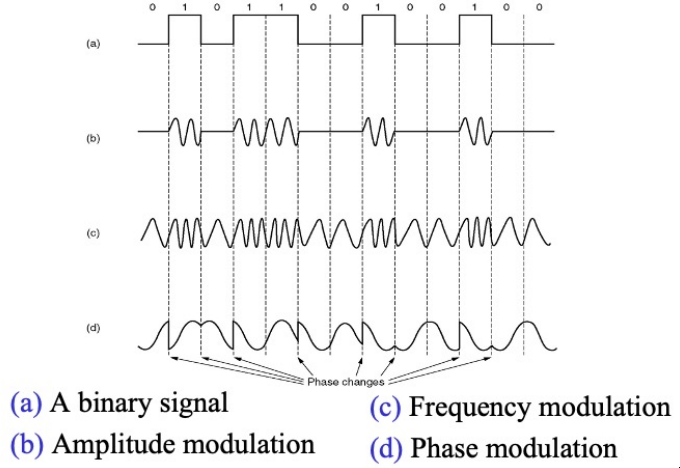 0 1 0 1 1 0 0 1 0 0 1 0 0
(a)
(b)
(c)
(d)
Phase changes
(a) A binary signal
(b) Amplitude modulation
(c) Frequency modulation
(d) Phase modulation